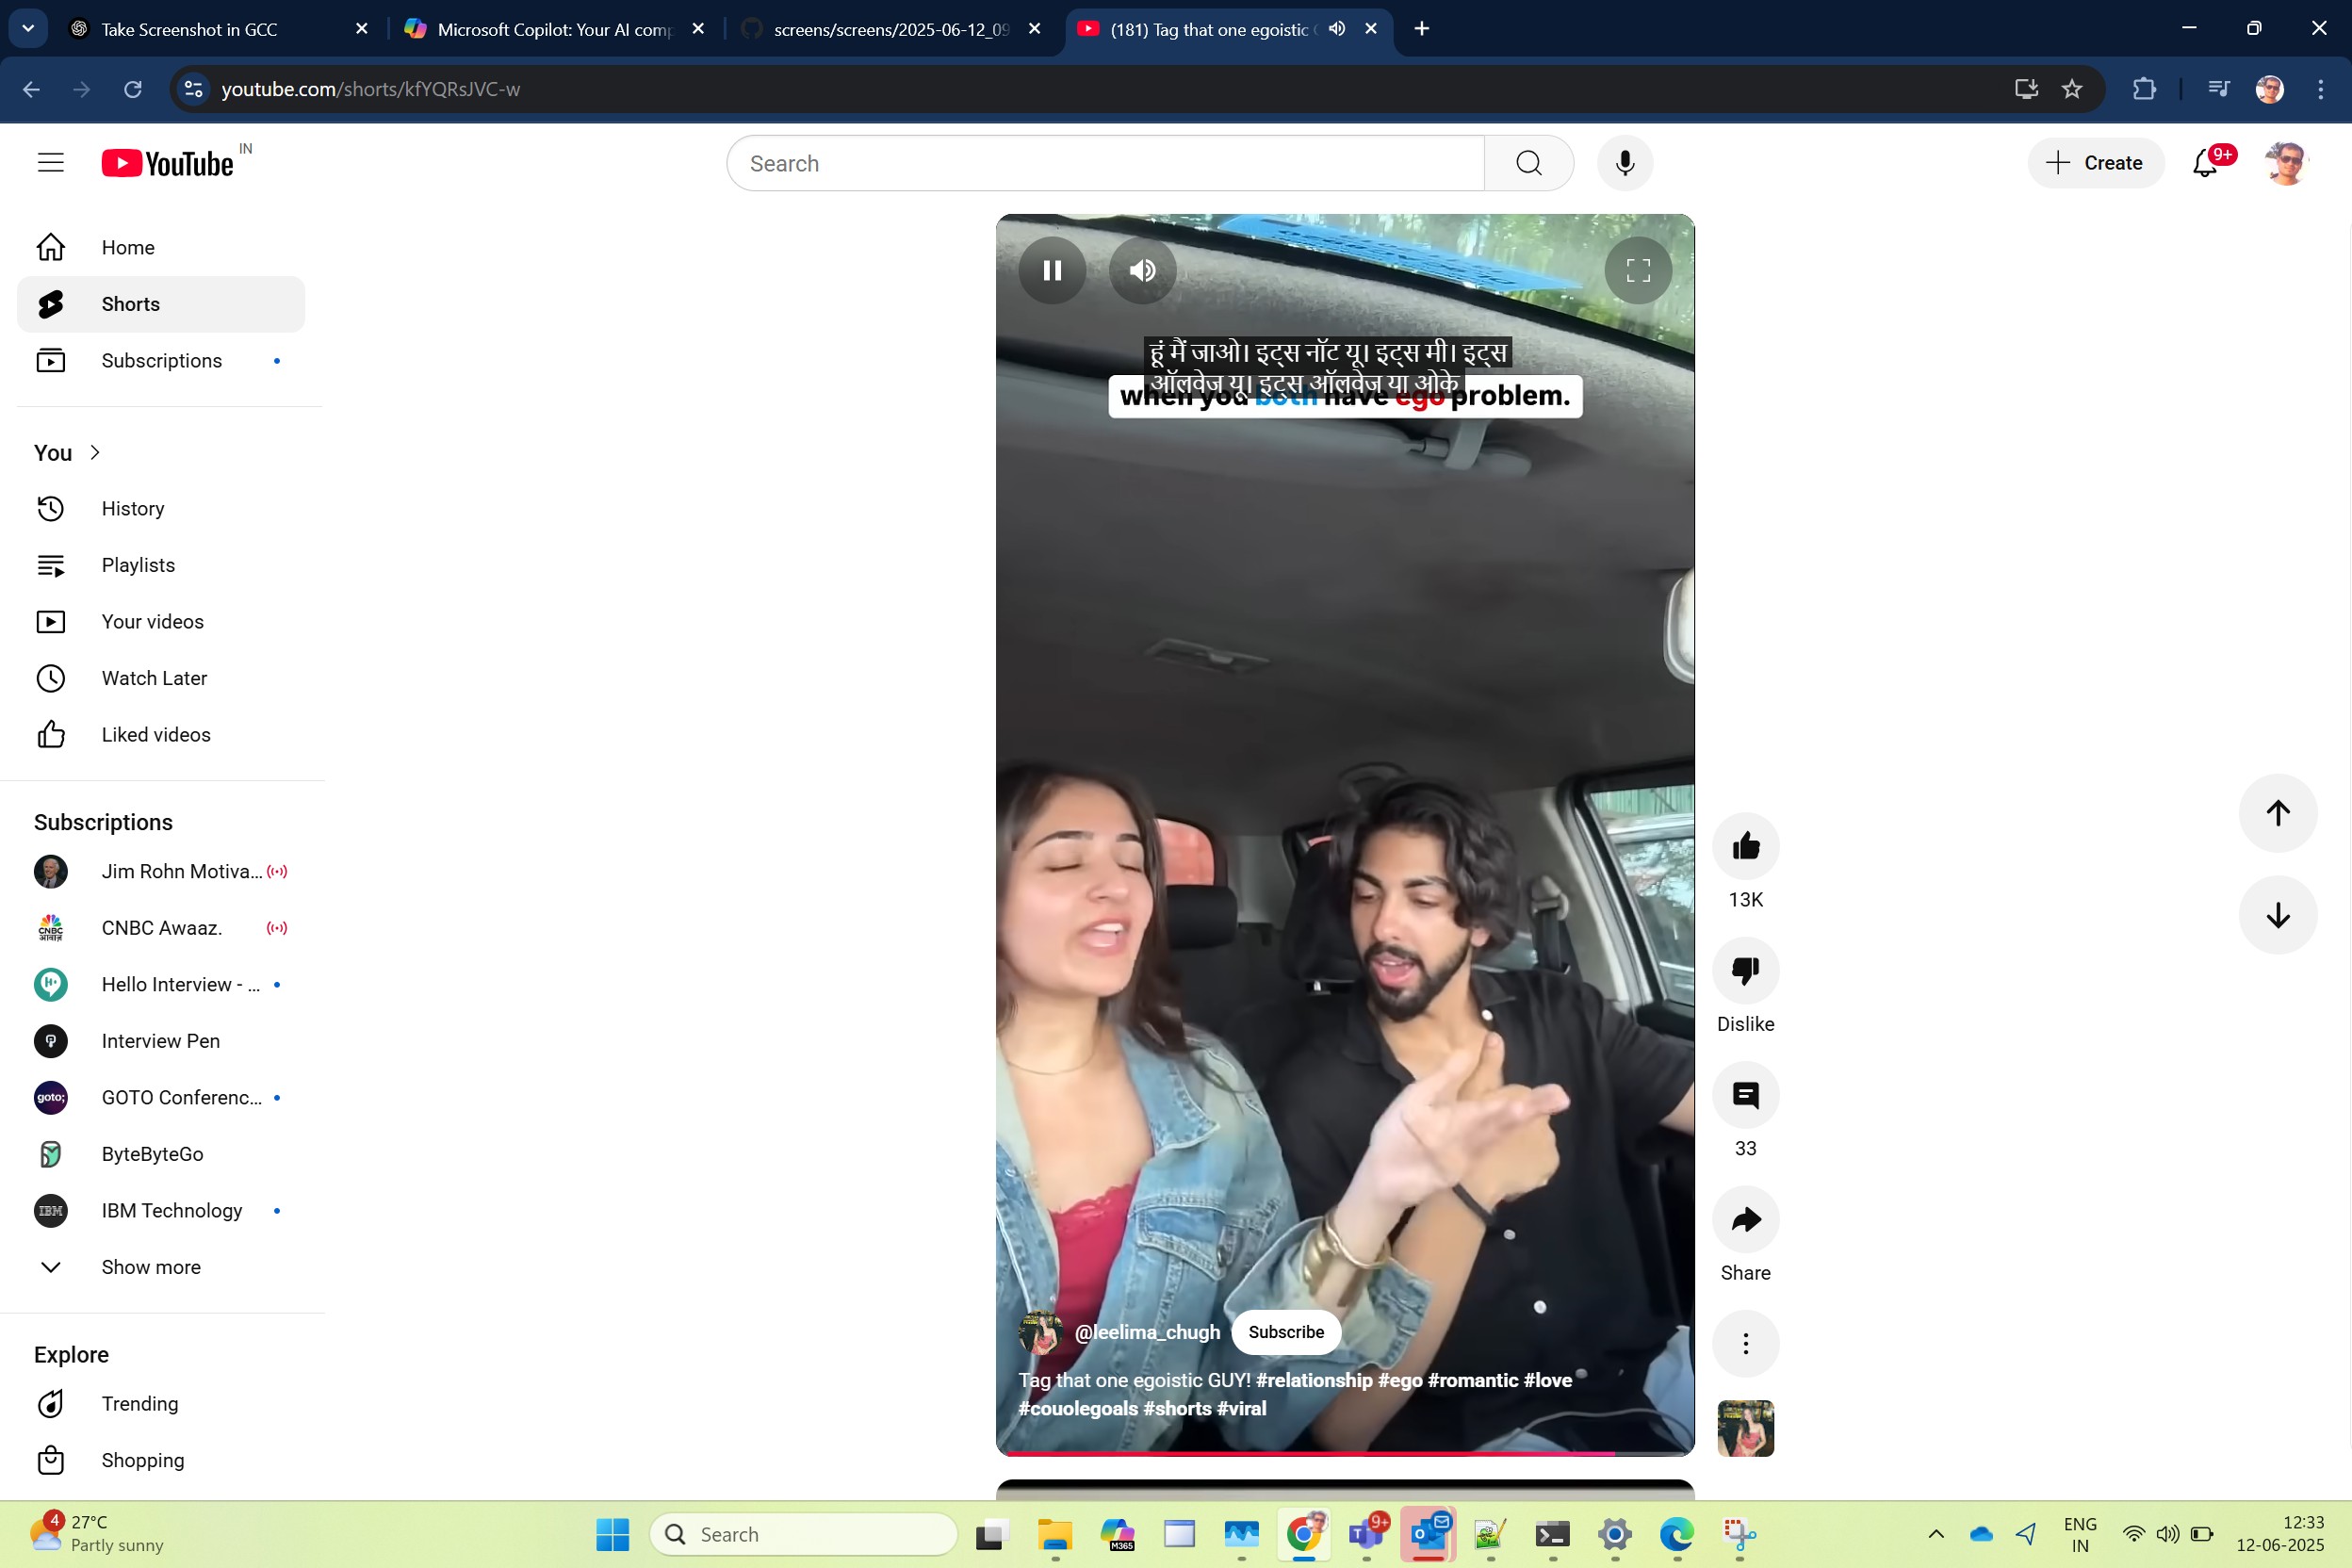 Take Screenshot in GCC
Microsoft Copilot: Your AI comp
screens/screens/2025-06-12_09
(181) Tag that one egoistic
youtube.com/shorts/kfYQRsJVC-w
YouTube IN
Search
Create
9+
Home
Shorts
Subscriptions
You
History
Playlists
Your videos
Watch Later
Liked videos
Subscriptions
Jim Rohn Motiva...
CNBC Awaaz.
Hello Interview - ...
Interview Pen
goto;
GOTO Conferenc...
ByteByteGo
IBM
IBM Technology
Show more
Explore
Trending
Shopping
हूं मैं जाओ। इट्स नॉट यू। इट्स मी। इट्स
ऑलवेज यू। इट्स ऑलवेज या ओके
when you both have ego problem.
@leelima_chugh
Subscribe
Tag that one egoistic GUY! #relationship #ego #romantic #love
#couolegoals #shorts #viral
13K
Dislike
33
Share
4
27°C
Partly sunny
Search
M365
9+
ENG
IN
12:33
12-06-2025